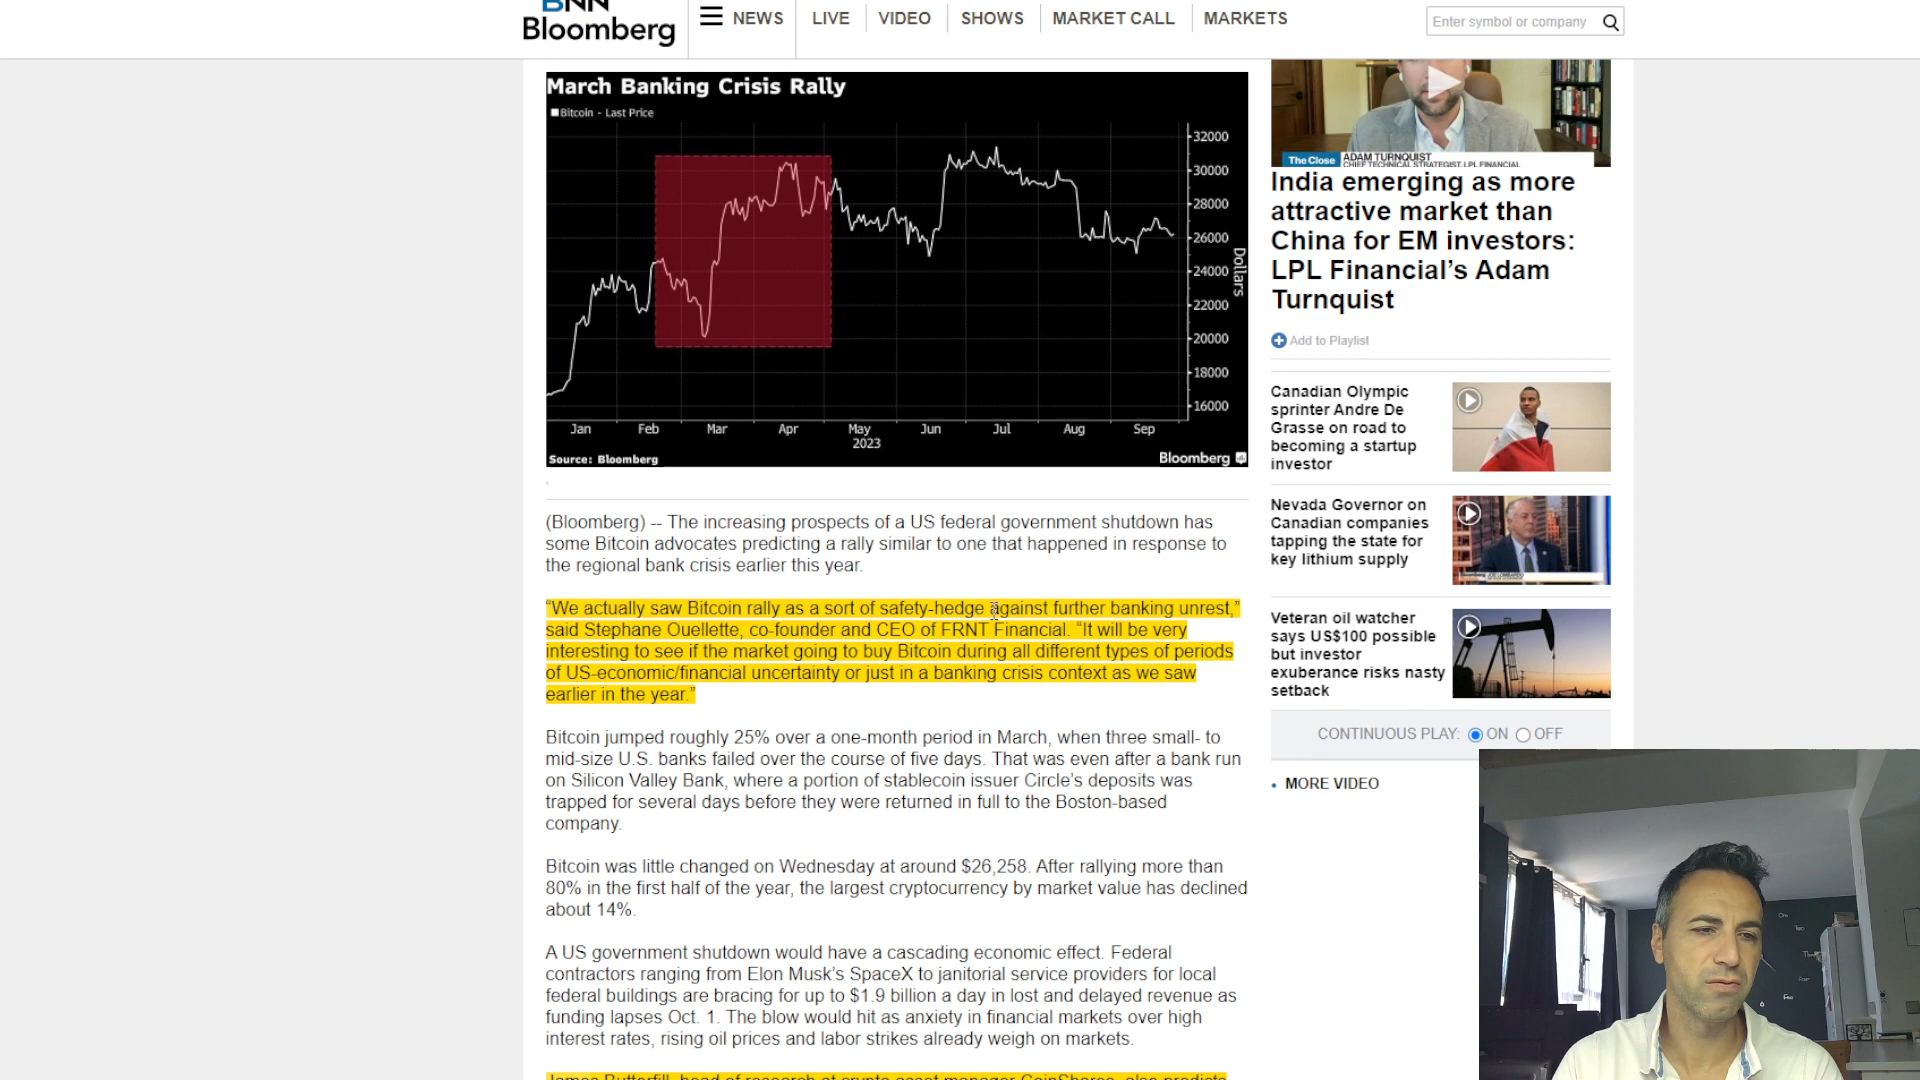 BNN
Bloomberg
NEWS
LIVE
VIDEO
SHOWS
MARKET CALL
MARKETS
Enter symbol or company
March Banking Crisis Rally
Bitcoin - Last Price
32000
30000
28000
26000
24000
22000
20000
18000
16000
Dollars
Jan Feb Mar Apr May Jun Jul Aug Sep
2023
Source: Bloomberg
Bloomberg
(Bloomberg) -- The increasing prospects of a US federal government shutdown has
some Bitcoin advocates predicting a rally similar to one that happened in response to
the regional bank crisis earlier this year.
“We actually saw Bitcoin rally as a sort of safety-hedge against further banking unrest,”
said Stephane Ouellette, co-founder and CEO of FRNT Financial. “It will be very
interesting to see if the market going to buy Bitcoin during all different types of periods
of US-economic/financial uncertainty or just in a banking crisis context as we saw
earlier in the year.”
Bitcoin jumped roughly 25% over a one-month period in March, when three small- to
mid-size U.S. banks failed over the course of five days. That was even after a bank run
on Silicon Valley Bank, where a portion of stablecoin issuer Circle’s deposits was
trapped for several days before they were returned in full to the Boston-based
company.
Bitcoin was little changed on Wednesday at around $26,258. After rallying more than
80% in the first half of the year, the largest cryptocurrency by market value has declined
about 14%.
A US government shutdown would have a cascading economic effect. Federal
contractors ranging from Elon Musk’s SpaceX to janitorial service providers for local
federal buildings are bracing for up to $1.9 billion a day in lost and delayed revenue as
funding lapses Oct. 1. The blow would hit as anxiety in financial markets over high
interest rates, rising oil prices and labor strikes already weigh on markets.
James Butterfill, head of research at crypto asset manager CoinShares, also predicts
The Close
ADAM TURNQUIST
CHIEF TECHNICAL STRATEGIST, LPL FINANCIAL
India emerging as more
attractive market than
China for EM investors:
LPL Financial’s Adam
Turnquist
Add to Playlist
Canadian Olympic
sprinter Andre De
Grasse on road to
becoming a startup
investor
Nevada Governor on
Canadian companies
tapping the state for
key lithium supply
JOE LOMBARDO
Veteran oil watcher
says US$100 possible
but investor
exuberance risks nasty
setback
CONTINUOUS PLAY: ON OFF
MORE VIDEO